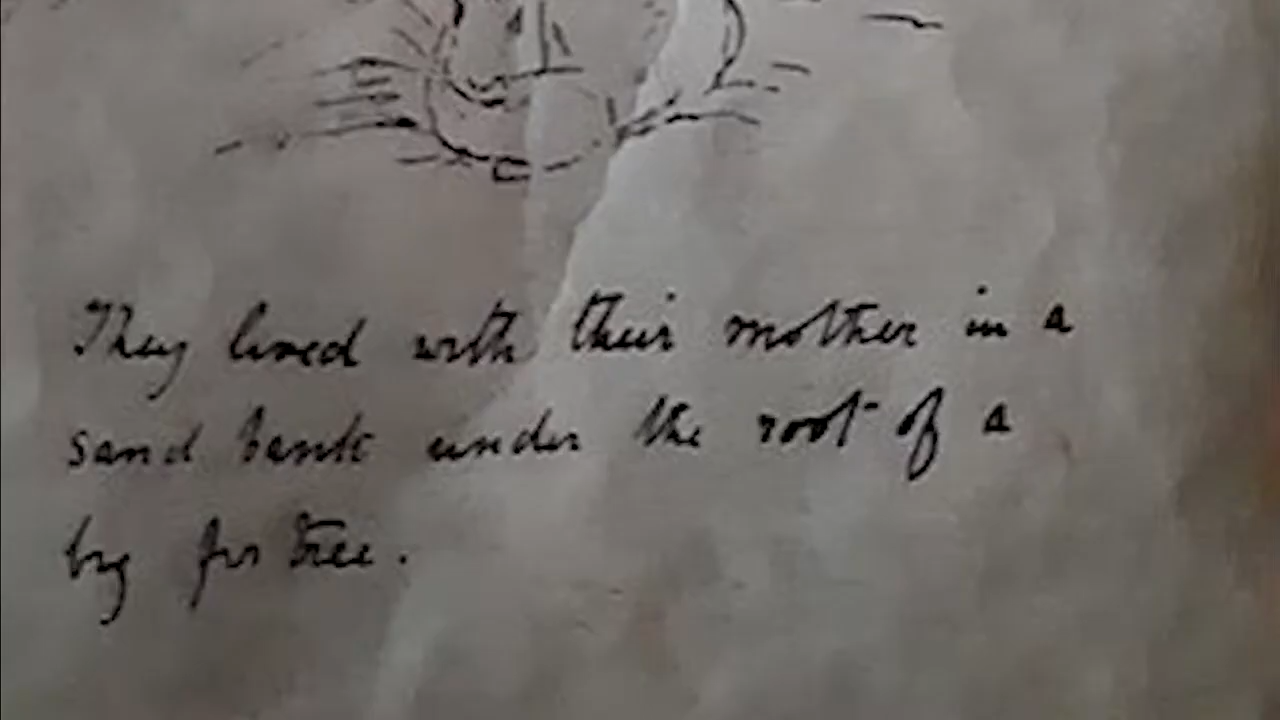 They lived with their mother in a
sand bank under the root of a
big fir tree.